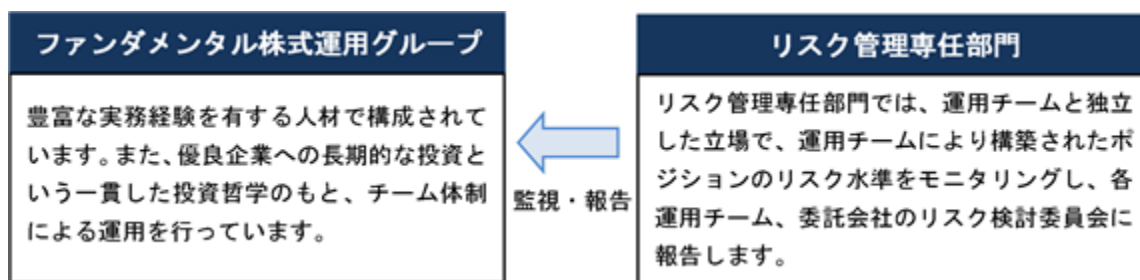 ファンダメンタル株式運用グループ
豊富な実務経験を有する人材で構成されて
います。また、優良企業への長期的な投資と
いう一貫した投資哲学のもと、チーム体制
による運用を行っています。
監視・報告
リスク管理専任部門
リスク管理専任部門では、運用チームと独立
した立場で、運用チームにより構築されたポ
ジションのリスク水準をモニタリングし、各
運用チーム、委託会社のリスク検討委員会に
報告します。